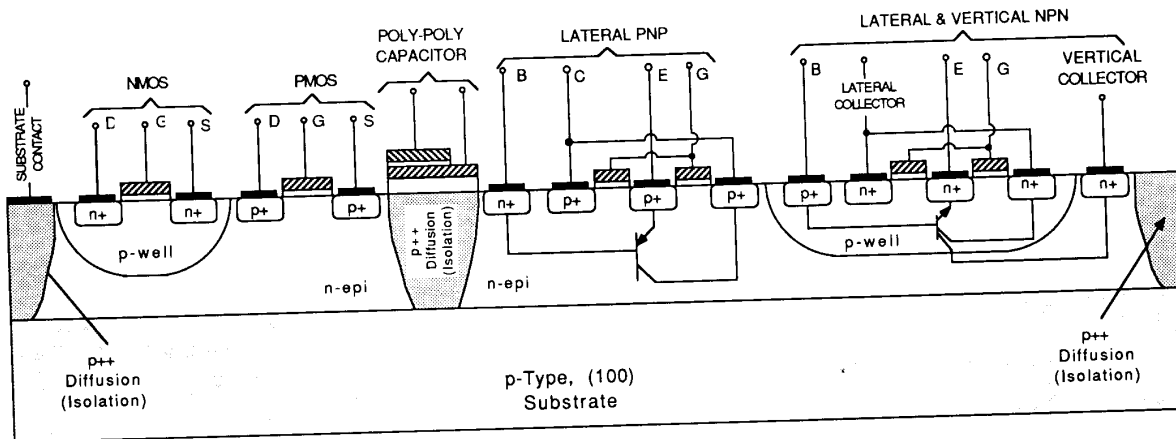 LATERAL & VERTICAL NPN
POLY-POLY
CAPACITOR
LATERAL PNP
VERTICAL
COLLECTOR
B C E G
B E G
LATERAL
COLLECTOR
NMOS
PMOS
SUBSTRATE
CONTACT
D G S
D G S
n+ n+ p+ p+ n+ p+ p+ p+ p+ n+ n+ n+ n+
p-well
p++
Diffusion
(Isolation)
p-well
n-epi
n-epi
p++
Diffusion
(Isolation)
p++
Diffusion
(Isolation)
p-Type, (100)
Substrate